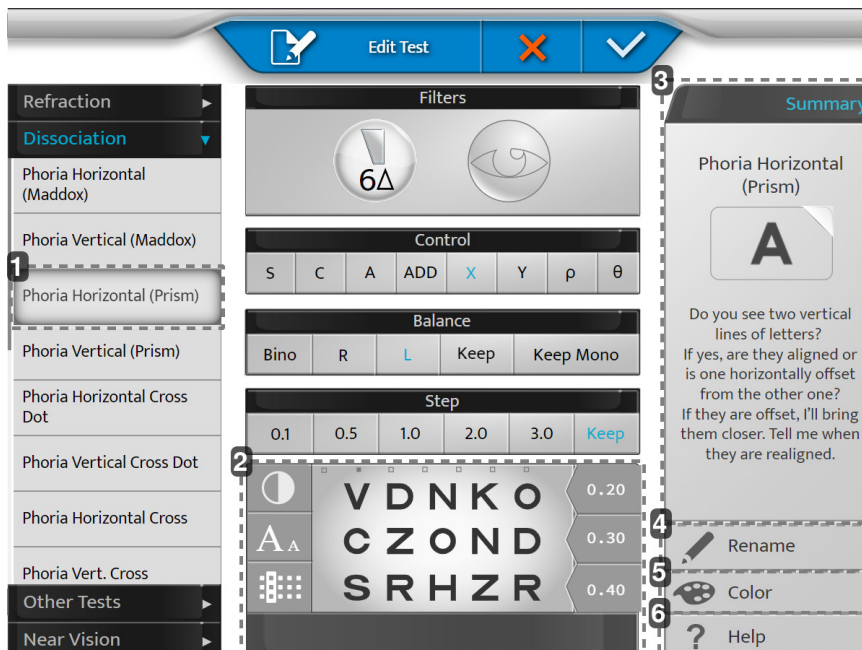 Edit Test
3
Refraction
Dissociation
Phoria Horizontal
(Maddox)
Phoria Vertical (Maddox)
1
Phoria Horizontal (Prism)
Phoria Vertical (Prism)
Phoria Horizontal Cross
Dot
Phoria Vertical Cross Dot
Phoria Horizontal Cross
Phoria Vert. Cross
Other Tests
Near Vision
Filters
6Δ
Control
S C A ADD X Y ρ θ
Balance
Bino R L Keep Keep Mono
Step
0.1 0.5 1.0 2.0 3.0 Keep
2
V D N K O 0.20
A A C Z O N D 0.30
S R H Z R 0.40
Summary
Phoria Horizontal
(Prism)
A
Do you see two vertical
lines of letters?
If yes, are they aligned or
is one horizontally offset
from the other one?
If they are offset, I'll bring
them closer. Tell me when
they are realigned.
4
Rename
5
Color
6
? Help